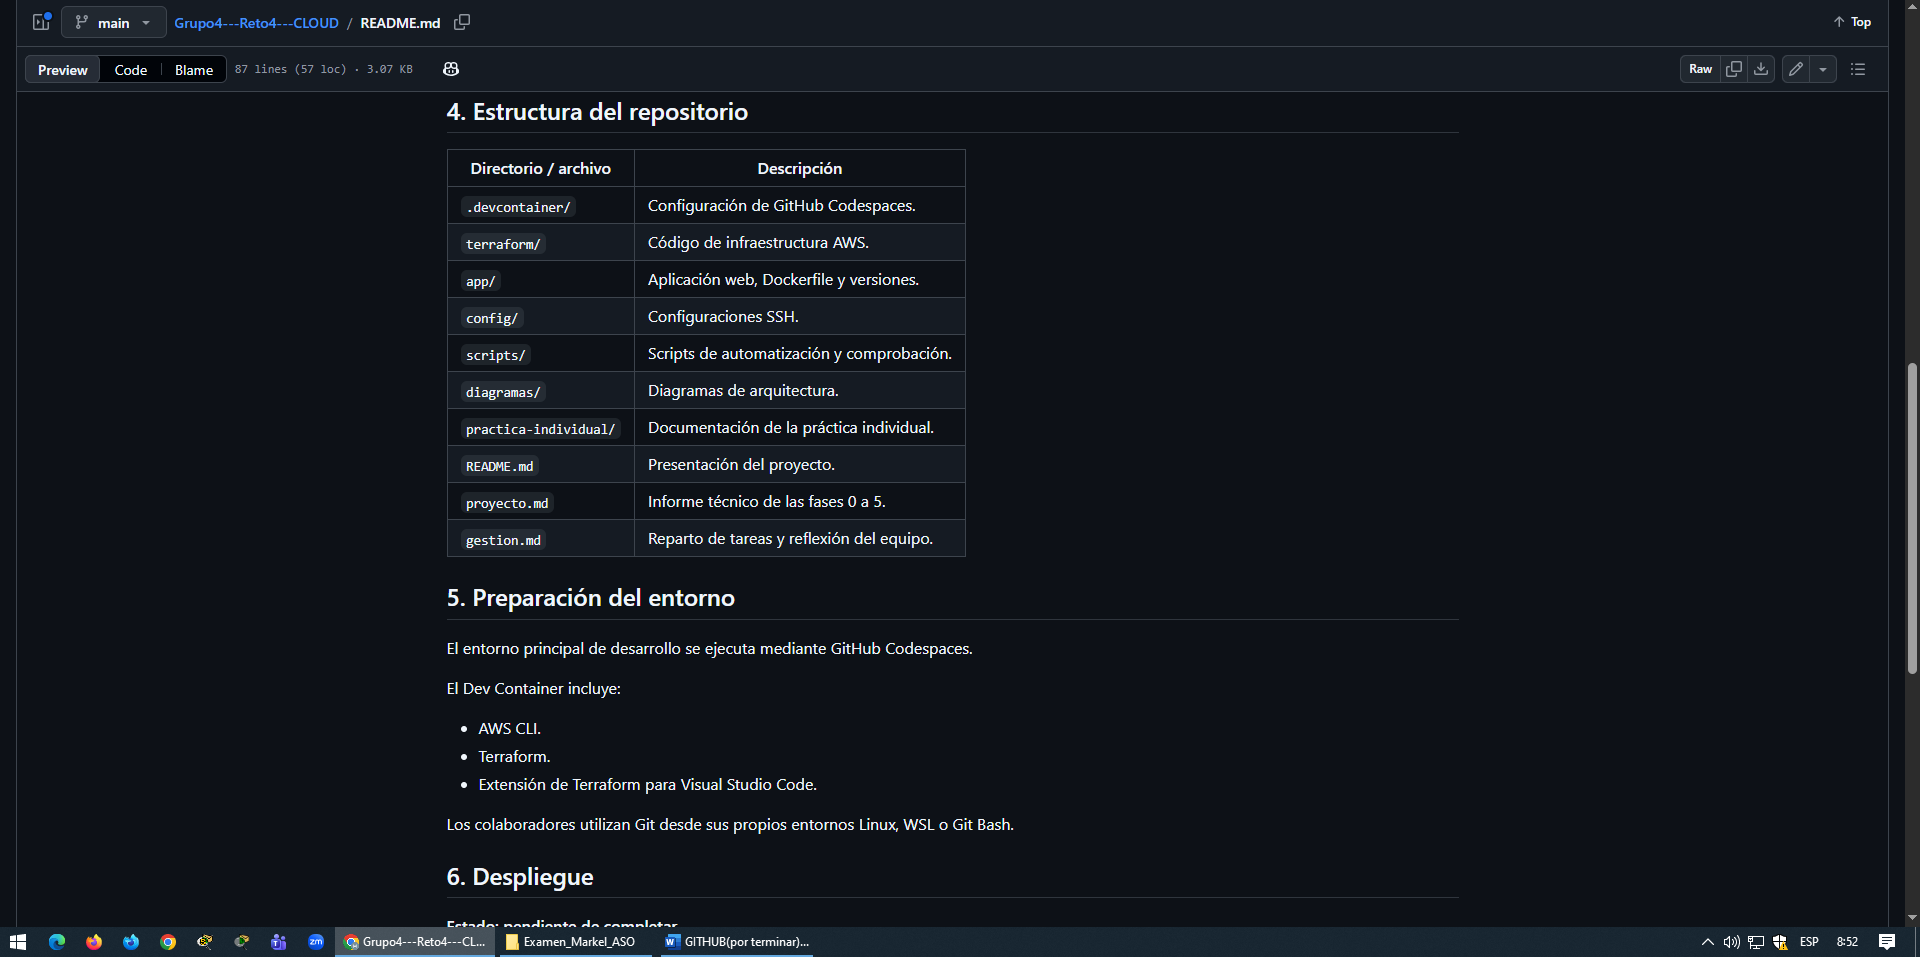 main
Grupo4---Reto4---CLOUD / README.md
Top
Preview Code Blame 87 lines (57 loc) · 3.07 KB
Raw
4. Estructura del repositorio
Directorio / archivo Descripción
.devcontainer/ Configuración de GitHub Codespaces.
terraform/ Código de infraestructura AWS.
app/ Aplicación web, Dockerfile y versiones.
config/ Configuraciones SSH.
scripts/ Scripts de automatización y comprobación.
diagramas/ Diagramas de arquitectura.
practica-individual/ Documentación de la práctica individual.
README.md Presentación del proyecto.
proyecto.md Informe técnico de las fases 0 a 5.
gestion.md Reparto de tareas y reflexión del equipo.
5. Preparación del entorno
El entorno principal de desarrollo se ejecuta mediante GitHub Codespaces.
El Dev Container incluye:
• AWS CLI.
• Terraform.
• Extensión de Terraform para Visual Studio Code.
Los colaboradores utilizan Git desde sus propios entornos Linux, WSL o Git Bash.
6. Despliegue
Estado: pendiente de completar
zm
Grupo4---Reto4---CL...
Examen_Markel_ASO
GITHUB(por terminar)...
ESP
8:52